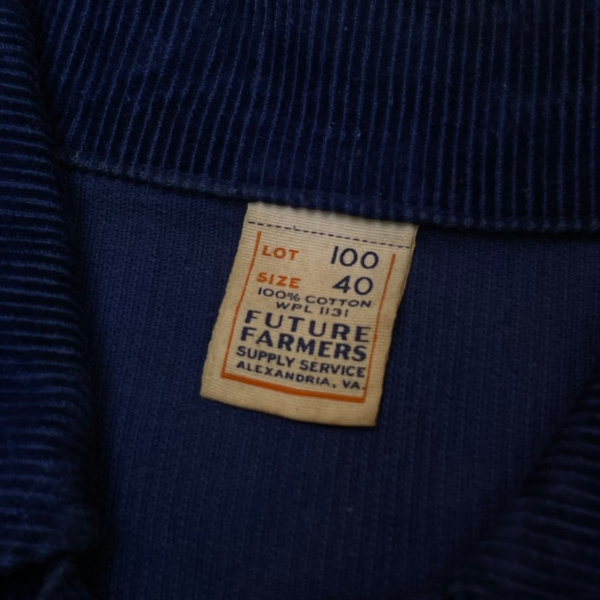 LOT 100
SIZE 40
100% COTTON
WPL 1131
FUTURE
FARMERS
SUPPLY SERVICE
ALEXANDRIA, VA.